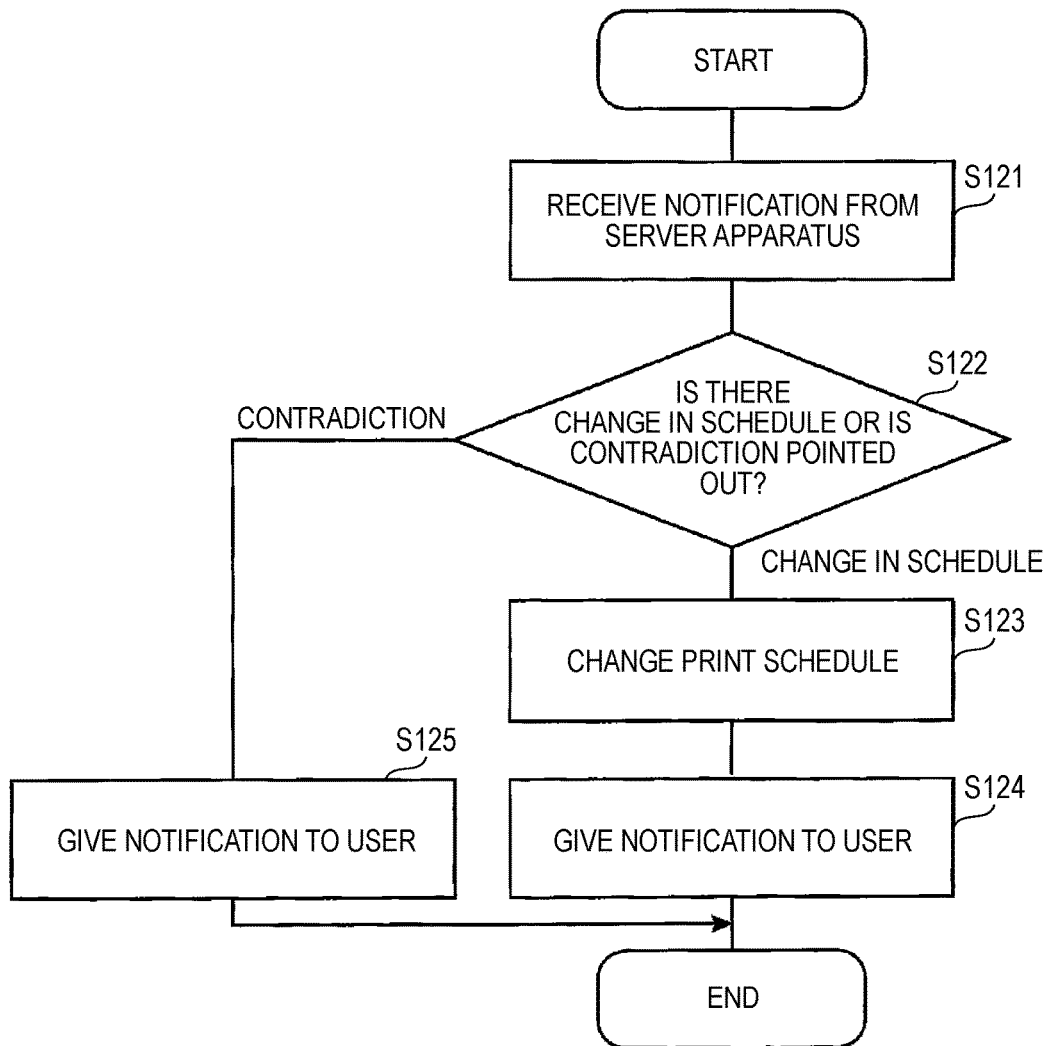 START
S121
RECEIVE NOTIFICATION FROM
SERVER APPARATUS
S122
IS THERE
CHANGE IN SCHEDULE OR IS
CONTRADICTION POINTED
OUT?
CONTRADICTION
CHANGE IN SCHEDULE
S123
CHANGE PRINT SCHEDULE
S125
GIVE NOTIFICATION TO USER
S124
GIVE NOTIFICATION TO USER
END